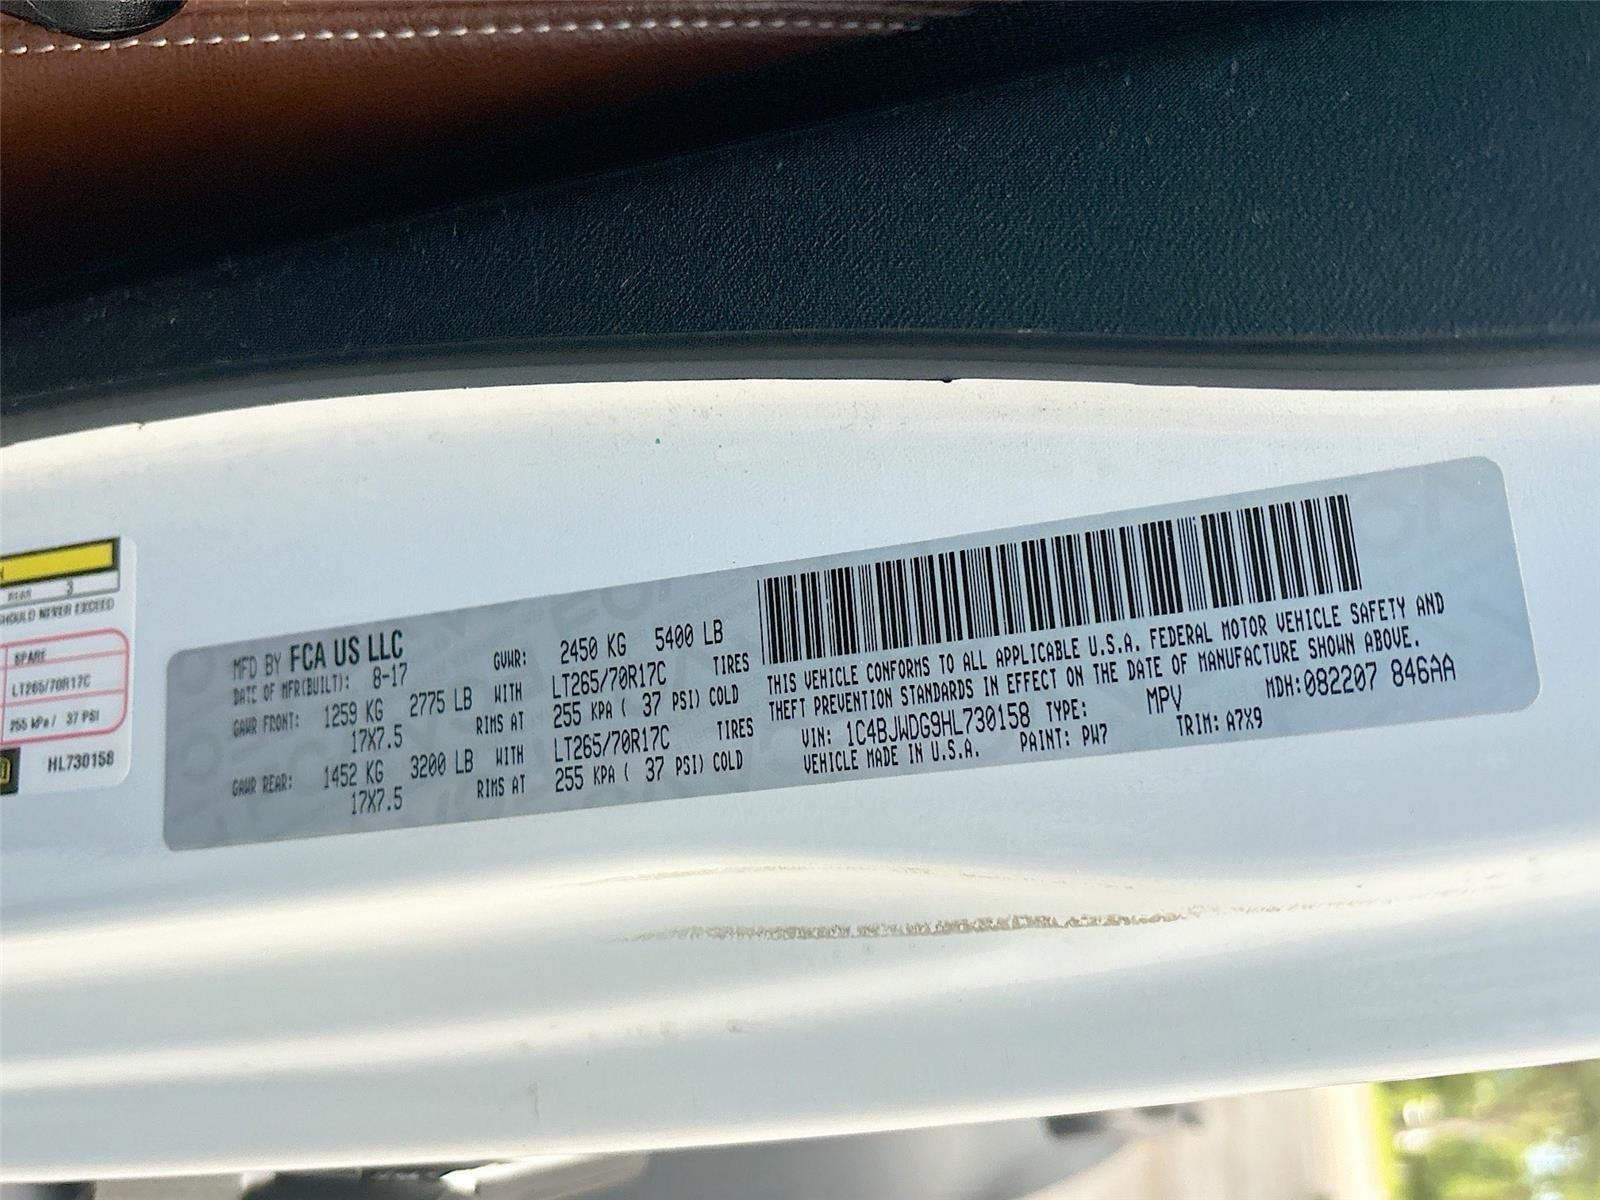 REAR 3
SHOULD NEVER EXCEED
SPARE
LT265/70R17C
255 kPa / 37 PSI
HL730158
MFD BY FCA US LLC
DATE OF MFR(BUILT): 8-17
GVWR: 2450 KG 5400 LB
GAWR FRONT: 1259 KG 2775 LB WITH LT265/70R17C TIRES
17X7.5 RIMS AT 255 KPA ( 37 PSI) COLD
GAWR REAR: 1452 KG 3200 LB WITH LT265/70R17C TIRES
17X7.5 RIMS AT 255 KPA ( 37 PSI) COLD
THIS VEHICLE CONFORMS TO ALL APPLICABLE U.S.A. FEDERAL MOTOR VEHICLE SAFETY AND
THEFT PREVENTION STANDARDS IN EFFECT ON THE DATE OF MANUFACTURE SHOWN ABOVE.
VIN: 1C4BJWDG9HL730158 TYPE: MPV MDH:082207 846AA
VEHICLE MADE IN U.S.A. PAINT: PW7 TRIM: A7X9